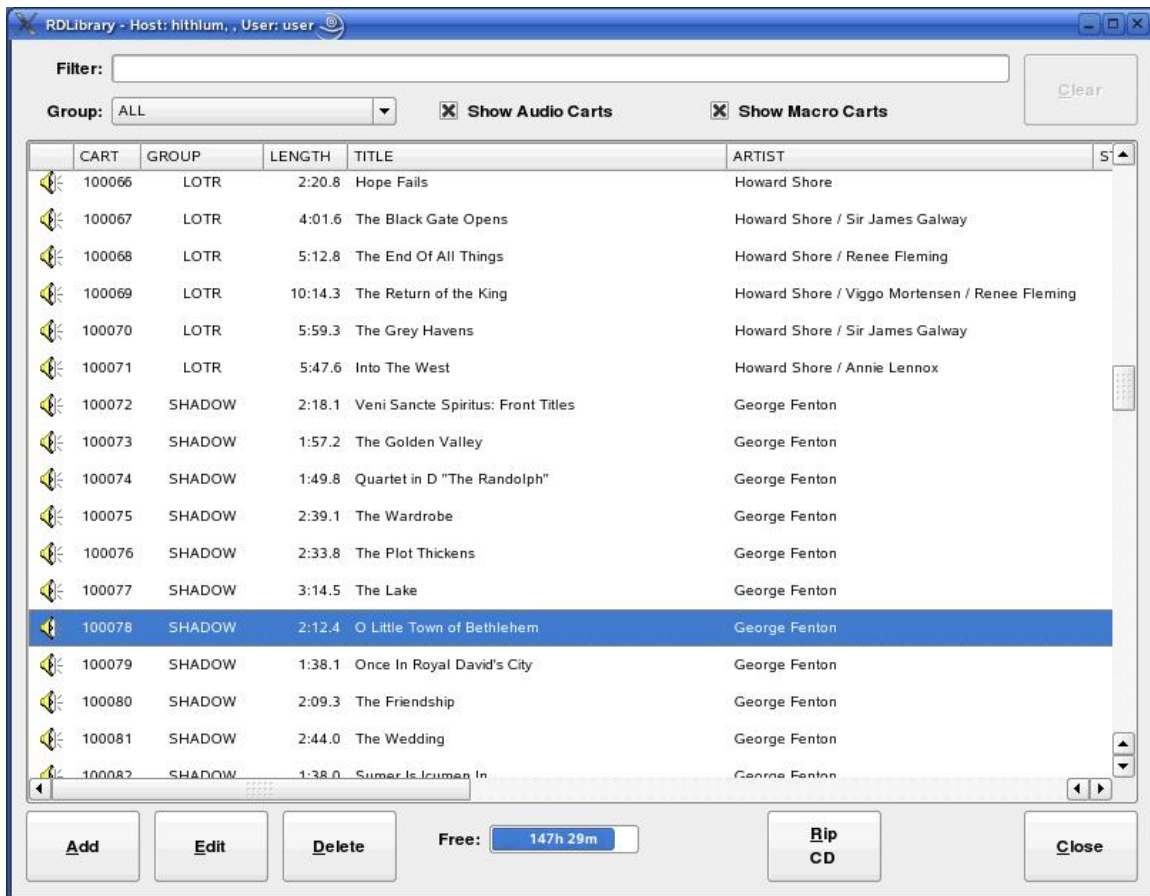 RDLibrary - Host: hithlum, , User: user
Filter:
Clear
Group: ALL Show Audio Carts Show Macro Carts
CART GROUP LENGTH TITLE ARTIST
100066 LOTR 2:20.8 Hope Fails Howard Shore
100067 LOTR 4:01.6 The Black Gate Opens Howard Shore / Sir James Galway
100068 LOTR 5:12.8 The End Of All Things Howard Shore / Renee Fleming
100069 LOTR 10:14.3 The Return of the King Howard Shore / Viggo Mortensen / Renee Fleming
100070 LOTR 5:59.3 The Grey Havens Howard Shore / Sir James Galway
100071 LOTR 5:47.6 Into The West Howard Shore / Annie Lennox
100072 SHADOW 2:18.1 Veni Sancte Spiritus: Front Titles George Fenton
100073 SHADOW 1:57.2 The Golden Valley George Fenton
100074 SHADOW 1:49.8 Quartet in D "The Randolph" George Fenton
100075 SHADOW 2:39.1 The Wardrobe George Fenton
100076 SHADOW 2:33.8 The Plot Thickens George Fenton
100077 SHADOW 3:14.5 The Lake George Fenton
100078 SHADOW 2:12.4 O Little Town of Bethlehem George Fenton
100079 SHADOW 1:38.1 Once In Royal David's City George Fenton
100080 SHADOW 2:09.3 The Friendship George Fenton
100081 SHADOW 2:44.0 The Wedding George Fenton
100082 SHADOW 1:38.0 Sumer Is Icumen In George Fenton
Add Edit Delete Free: 147h 29m Rip CD Close